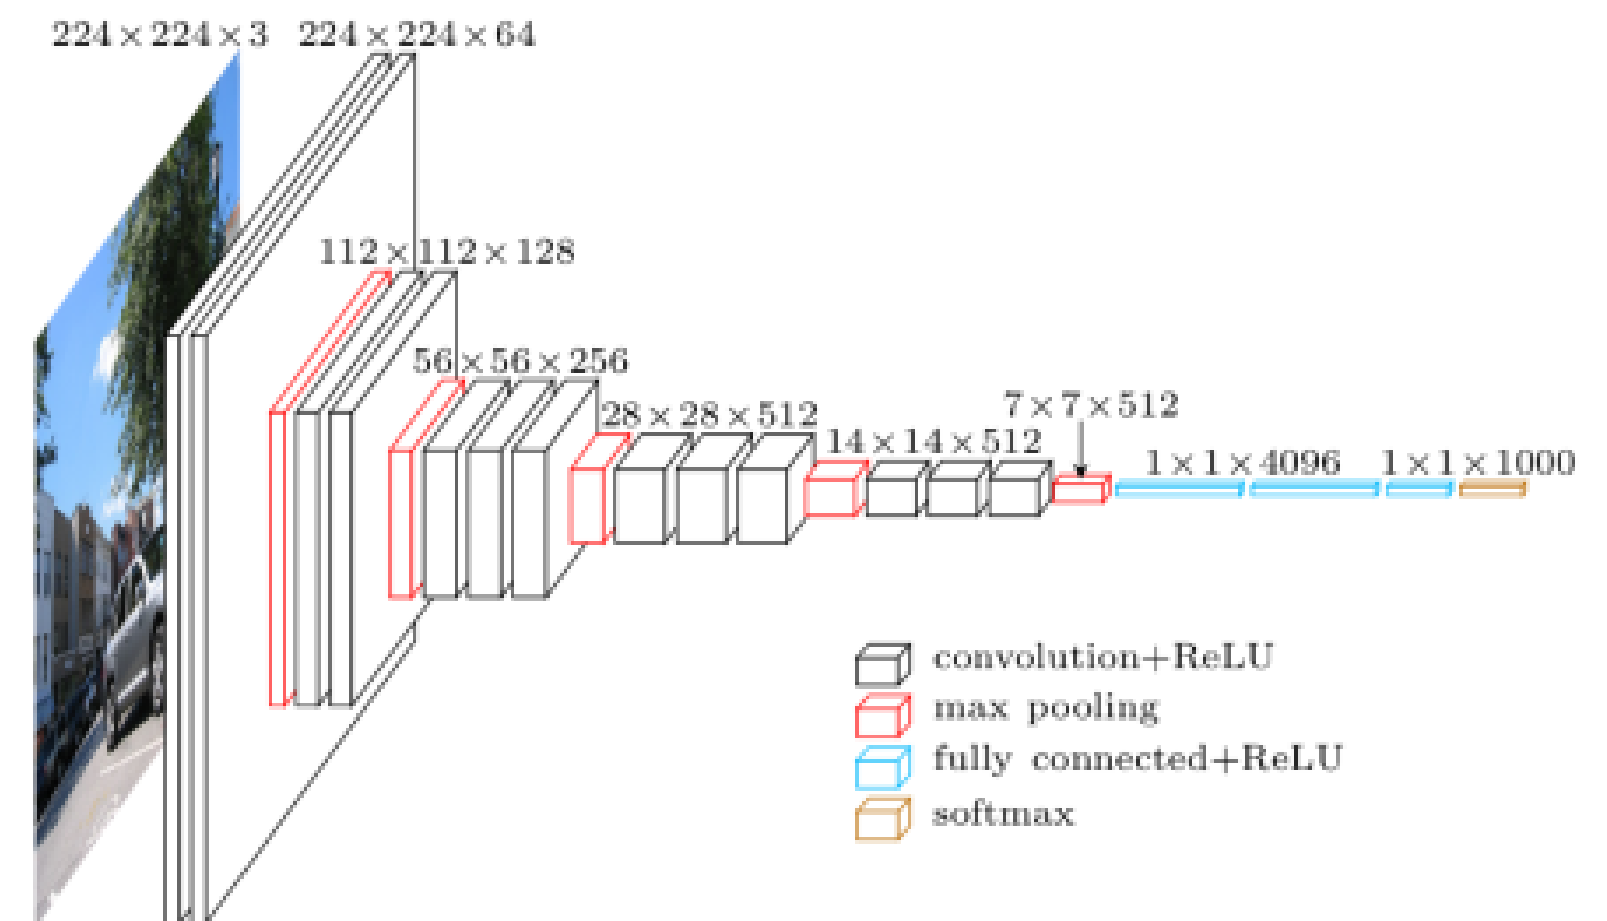 224 × 224 × 3
224 × 224 × 64
112 × 112 × 128
56 × 56 × 256
28 × 28 × 512
14 × 14 × 512
7 × 7 × 512
1 × 1 × 4096
1 × 1 × 1000
convolution+ReLU
max pooling
fully connected+ReLU
softmax